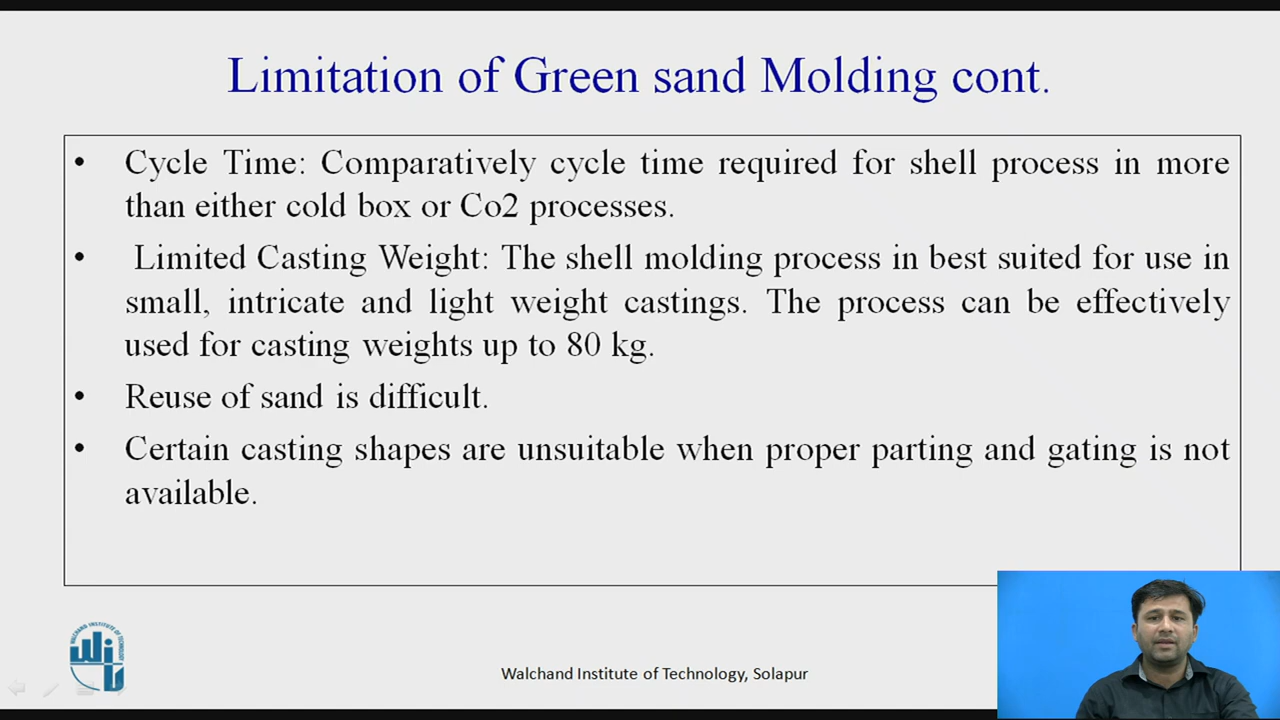 Limitation of Green sand Molding cont.
• Cycle Time: Comparatively cycle time required for shell process in more
than either cold box or Co2 processes.
• Limited Casting Weight: The shell molding process in best suited for use in
small, intricate and light weight castings. The process can be effectively
used for casting weights up to 80 kg.
• Reuse of sand is difficult.
• Certain casting shapes are unsuitable when proper parting and gating is not
available.
WALCHAND INSTITUTE OF TECHNOLOGY
Walchand Institute of Technology, Solapur